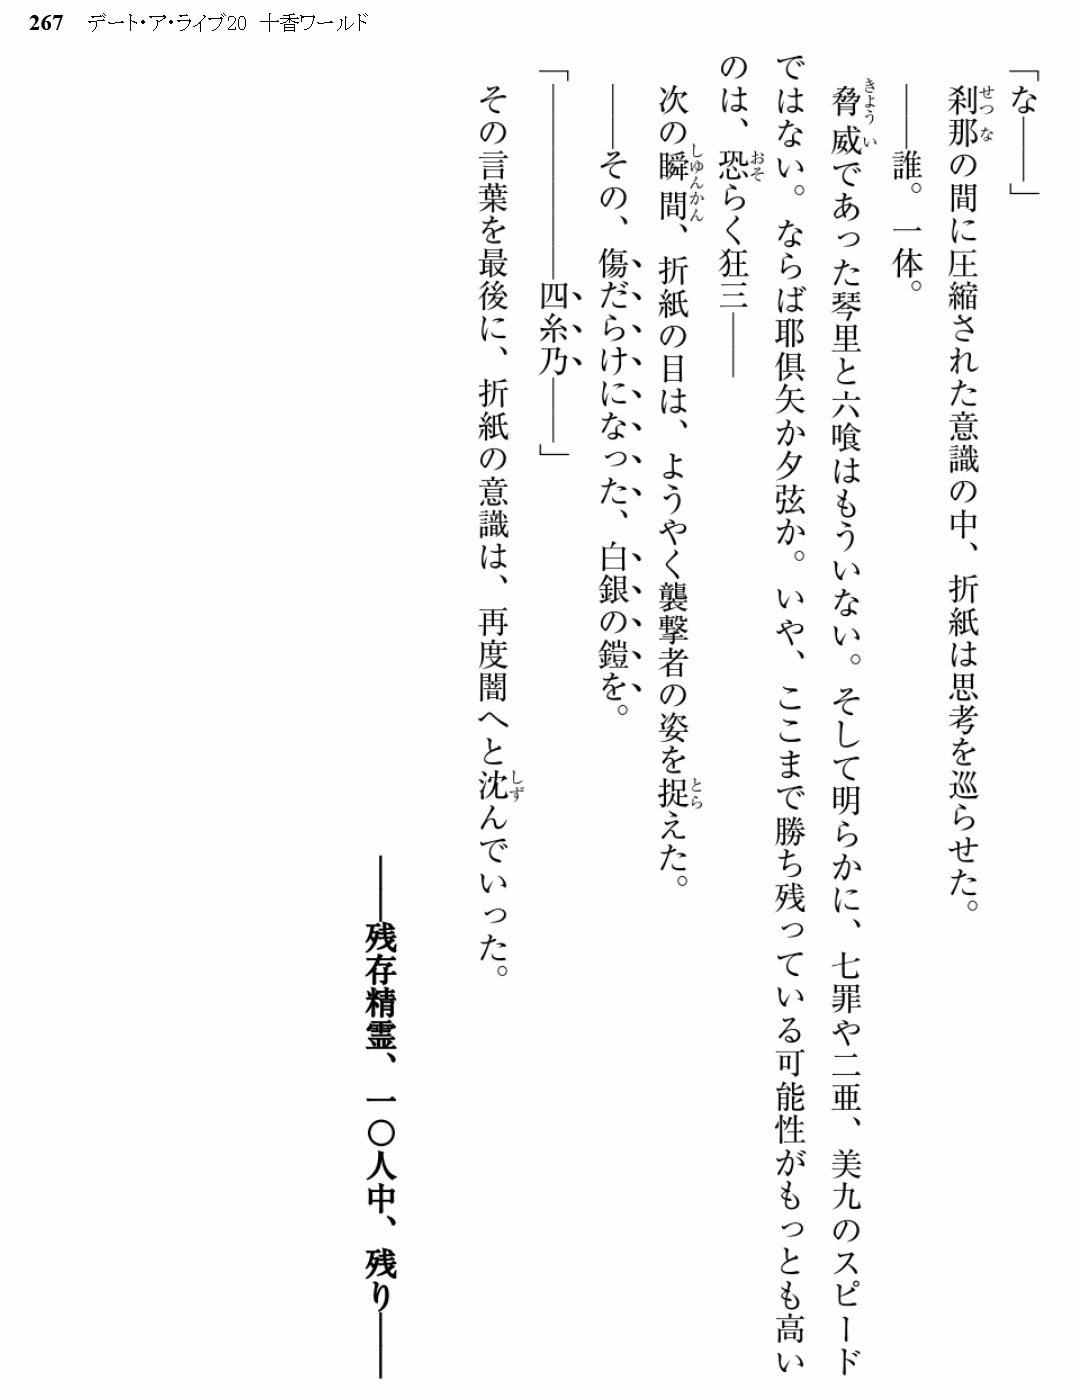 267 デート・ア・ライブ20 十香ワールド
「な――」
刹那の間に圧縮された意識の中、折紙は思考を巡らせた。
――誰。一体。
脅威であった琴里と六喰はもういない。そして明らかに、七罪や二亜、美九のスピード
ではない。ならば耶倶矢か夕弦か。いや、ここまで勝ち残っている可能性がもっとも高い
のは、恐らく狂三――
次の瞬間、折紙の目は、ようやく襲撃者の姿を捉えた。
――その、傷だらけになった、白銀の鎧を。
「――――――四糸乃――」
その言葉を最後に、折紙の意識は、再度闇へと沈んでいった。
――残存精霊、一〇人中、残り――